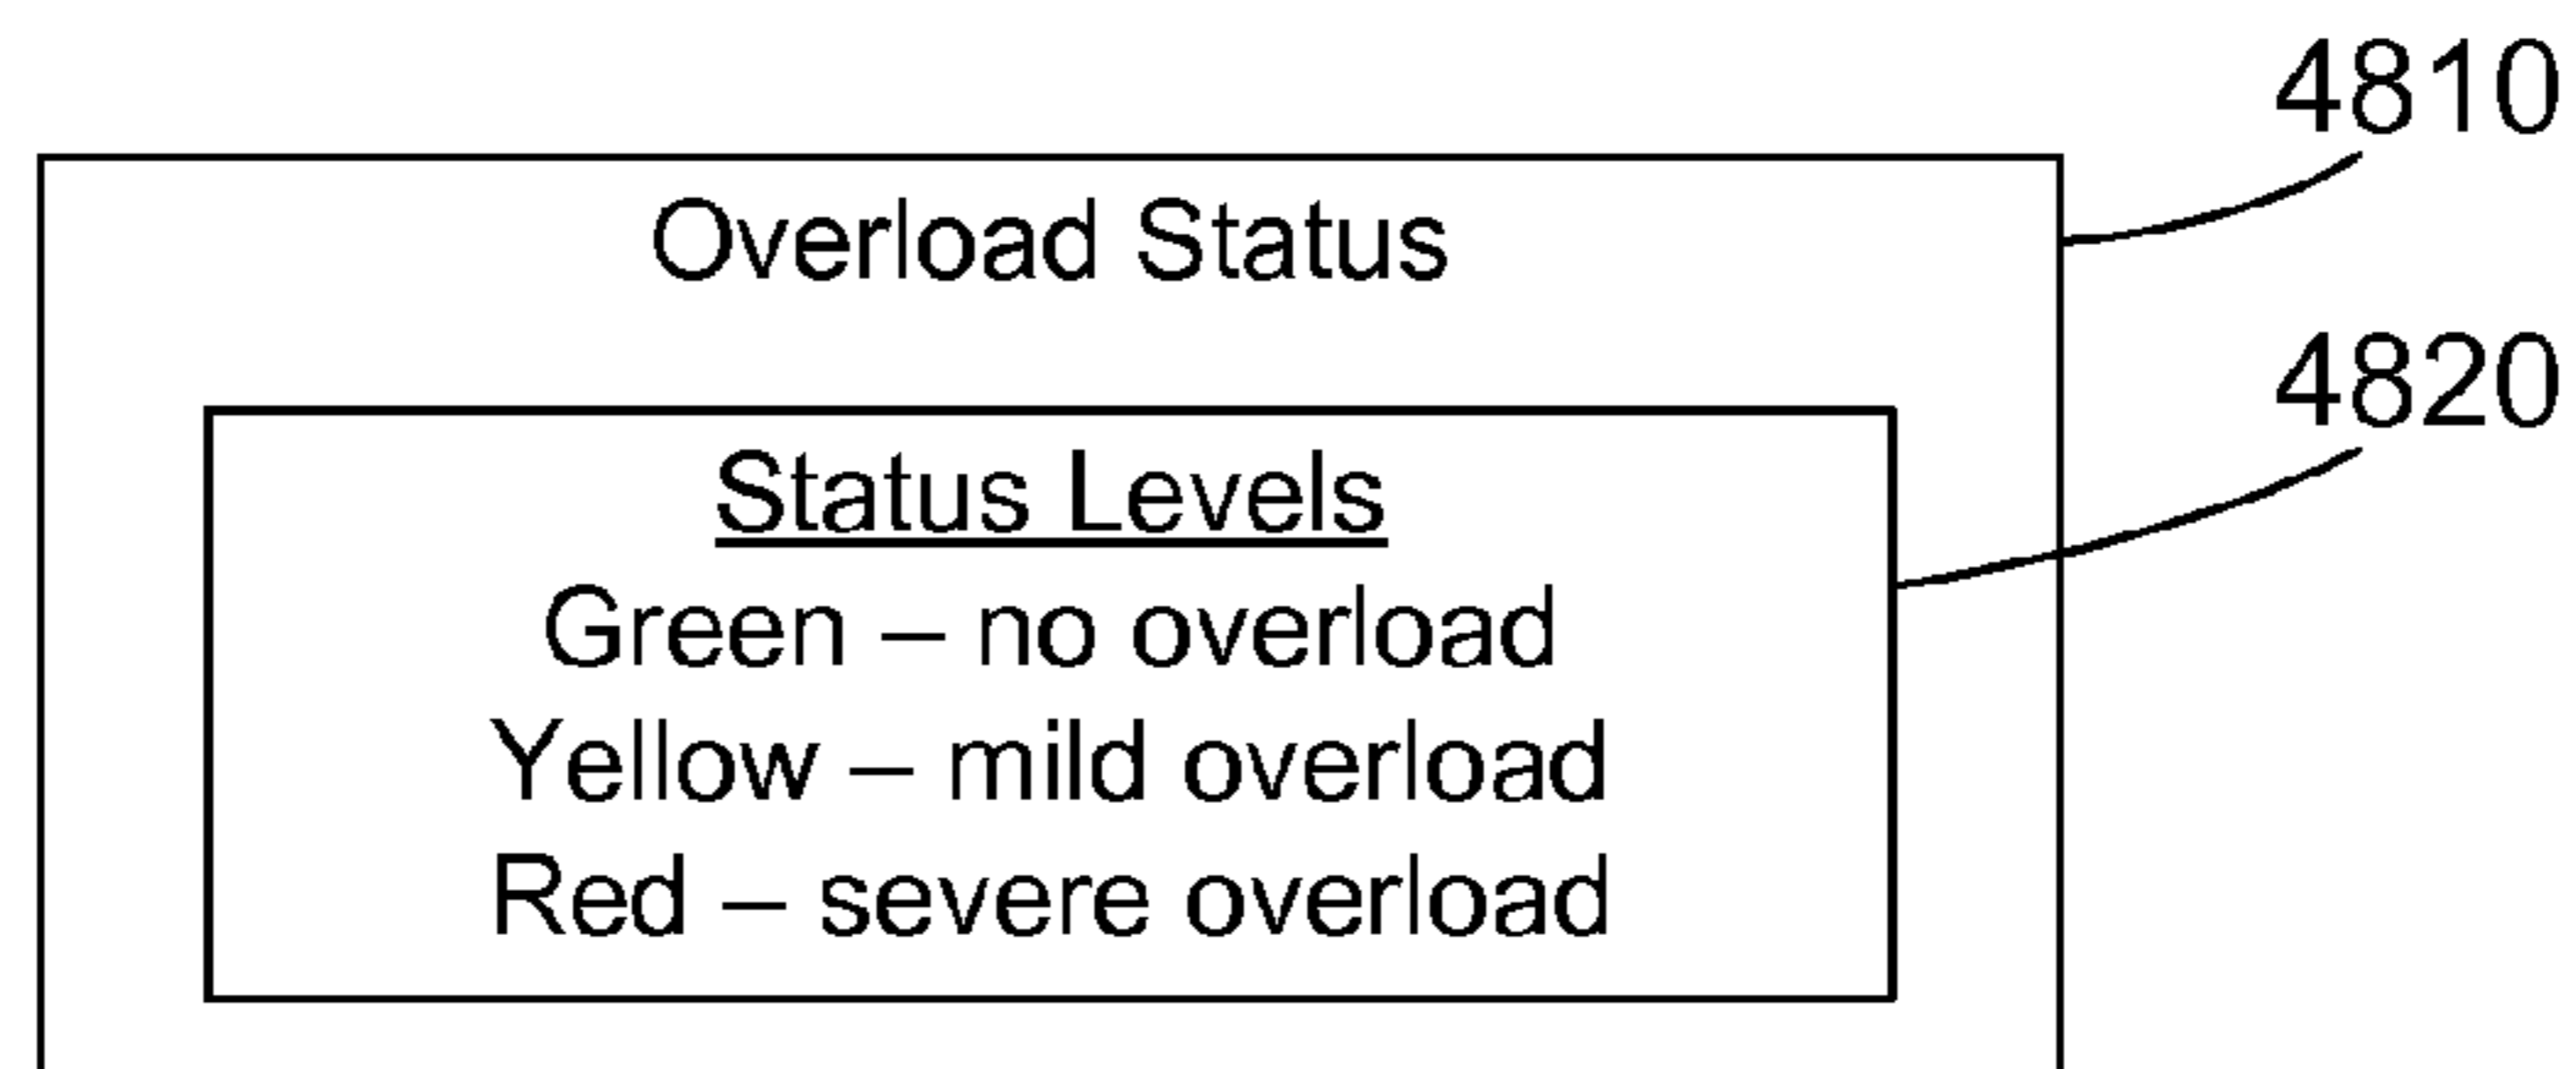 4810
Overload Status
4820
Status Levels
Green – no overload
Yellow – mild overload
Red – severe overload